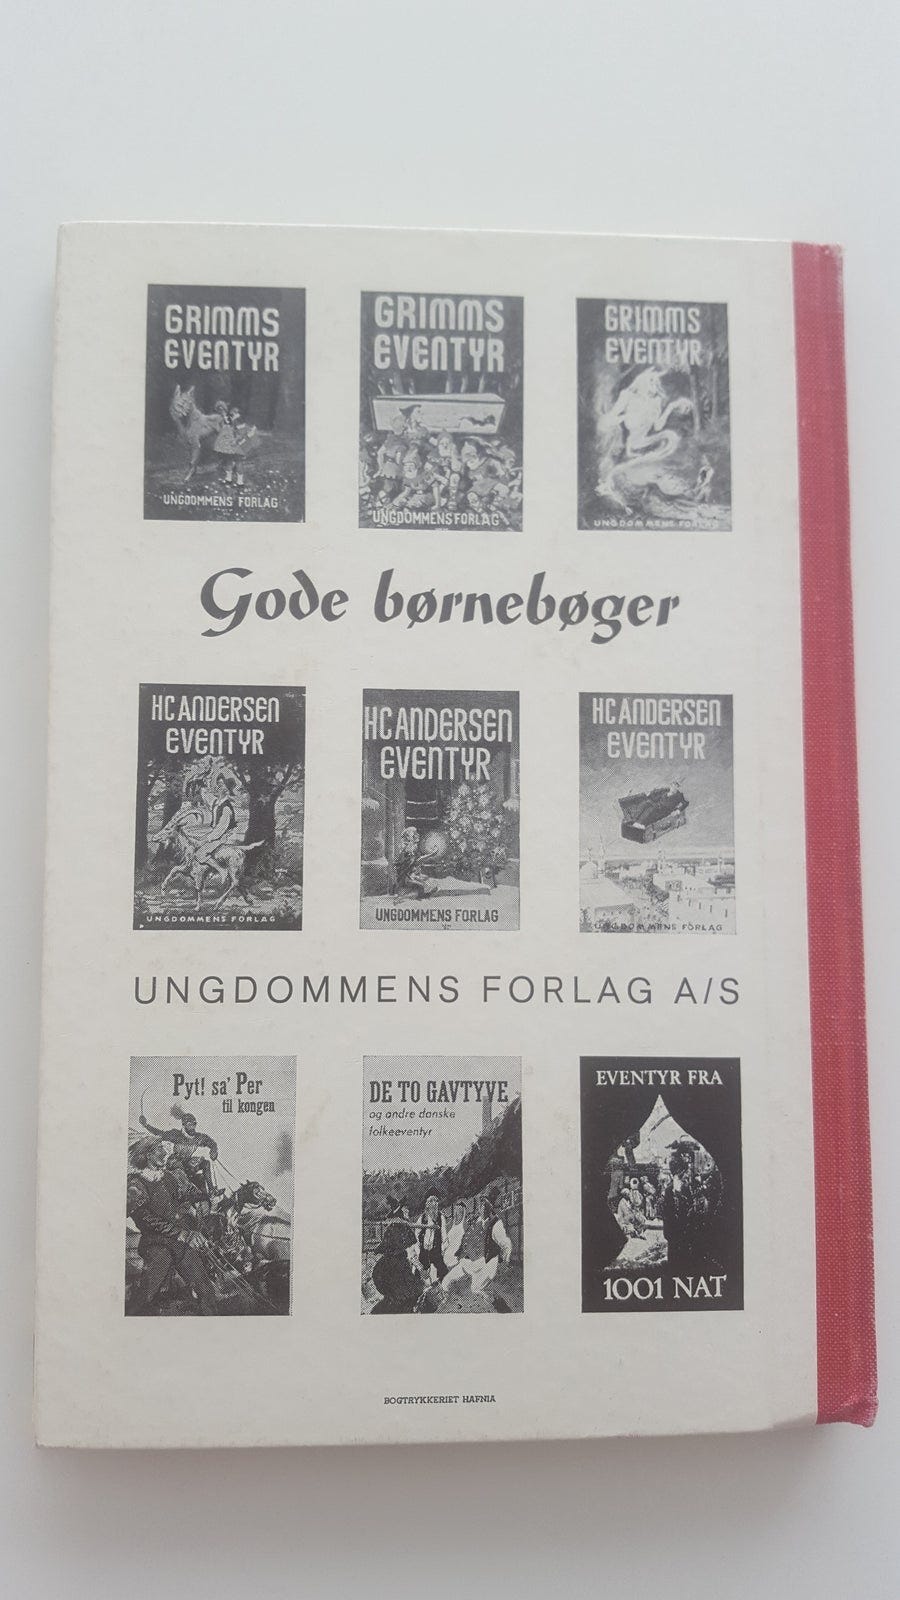 GRIMMS
EVENTYR
UNGDOMMENS FORLAG
GRIMMS
EVENTYR
UNGDOMMENS FORLAG
GRIMMS
EVENTYR
UNGDOMMENS FORLAG
Gode børnebøger
HC ANDERSEN
EVENTYR
UNGDOMMENS FORLAG
HC ANDERSEN
EVENTYR
UNGDOMMENS FORLAG
HC ANDERSEN
EVENTYR
UNGDOMMENS FORLAG
UNGDOMMENS FORLAG A/S
Pyt! sa' Per
til kongen
DE TO GAVTYVE
og andre danske
folkeeventyr
EVENTYR FRA
1001 NAT
BOGTRYKKERIET HAFNIA